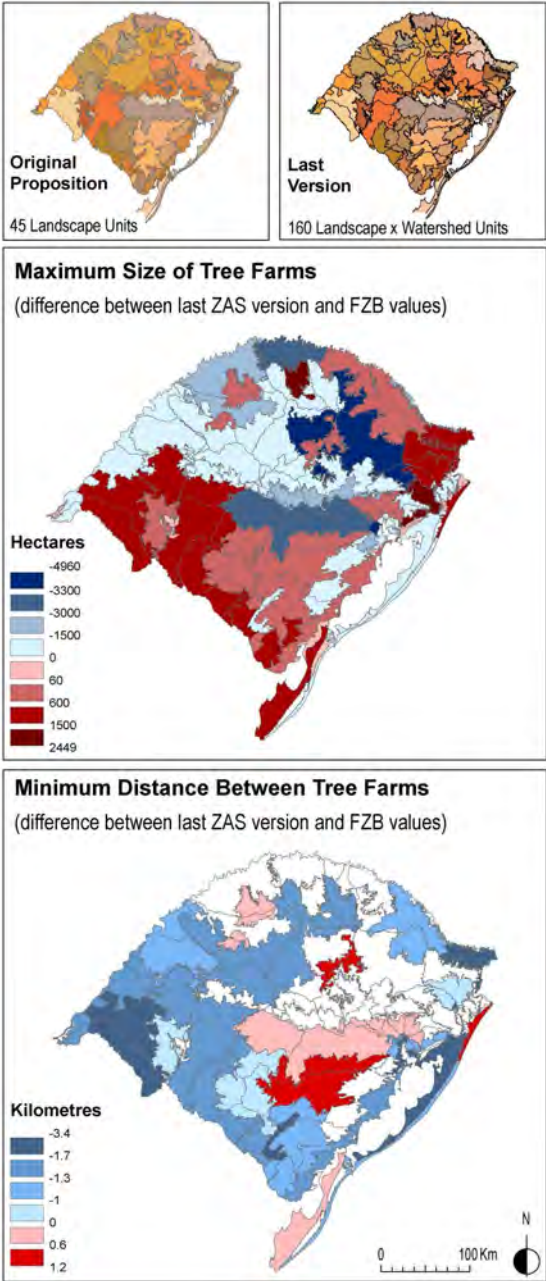 Original
Proposition
45 Landscape Units
Last
Version
160 Landscape x Watershed Units
Maximum Size of Tree Farms
(difference between last ZAS version and FZB values)
Hectares
-4960
-3300
-3000
-1500
0
60
600
1500
2449
Minimum Distance Between Tree Farms
(difference between last ZAS version and FZB values)
Kilometres
-3.4
-1.7
-1.3
-1
0
0.6
1.2
N
0 100 Km